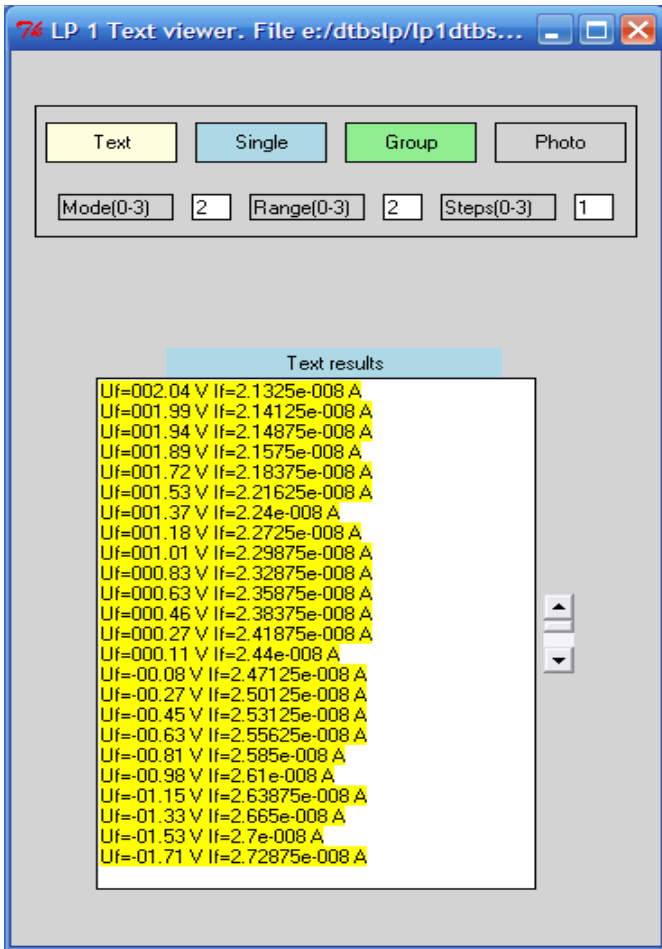 LP 1 Text viewer. File e:/dtbslp/lp1dtbs...
Text Single Group Photo
Mode(0-3) 2 Range(0-3) 2 Steps(0-3) 1
Text results
Uf=002.04 V If=2.1325e-008 A
Uf=001.99 V If=2.14125e-008 A
Uf=001.94 V If=2.14875e-008 A
Uf=001.89 V If=2.1575e-008 A
Uf=001.72 V If=2.18375e-008 A
Uf=001.53 V If=2.21625e-008 A
Uf=001.37 V If=2.24e-008 A
Uf=001.18 V If=2.2725e-008 A
Uf=001.01 V If=2.29875e-008 A
Uf=000.83 V If=2.32875e-008 A
Uf=000.63 V If=2.35875e-008 A
Uf=000.46 V If=2.38375e-008 A
Uf=000.27 V If=2.41875e-008 A
Uf=000.11 V If=2.44e-008 A
Uf=-00.08 V If=2.47125e-008 A
Uf=-00.27 V If=2.50125e-008 A
Uf=-00.45 V If=2.53125e-008 A
Uf=-00.63 V If=2.55625e-008 A
Uf=-00.81 V If=2.585e-008 A
Uf=-00.98 V If=2.61e-008 A
Uf=-01.15 V If=2.63875e-008 A
Uf=-01.33 V If=2.665e-008 A
Uf=-01.53 V If=2.7e-008 A
Uf=-01.71 V If=2.72875e-008 A